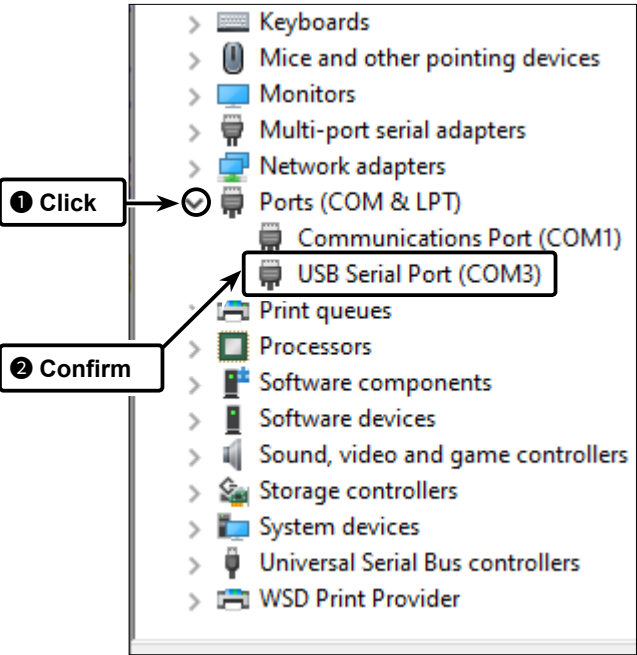 Keyboards
Mice and other pointing devices
Monitors
Multi-port serial adapters
Network adapters
❶ Click
Ports (COM & LPT)
Communications Port (COM1)
USB Serial Port (COM3)
Print queues
❷ Confirm
Processors
Software components
Software devices
Sound, video and game controllers
Storage controllers
System devices
Universal Serial Bus controllers
WSD Print Provider